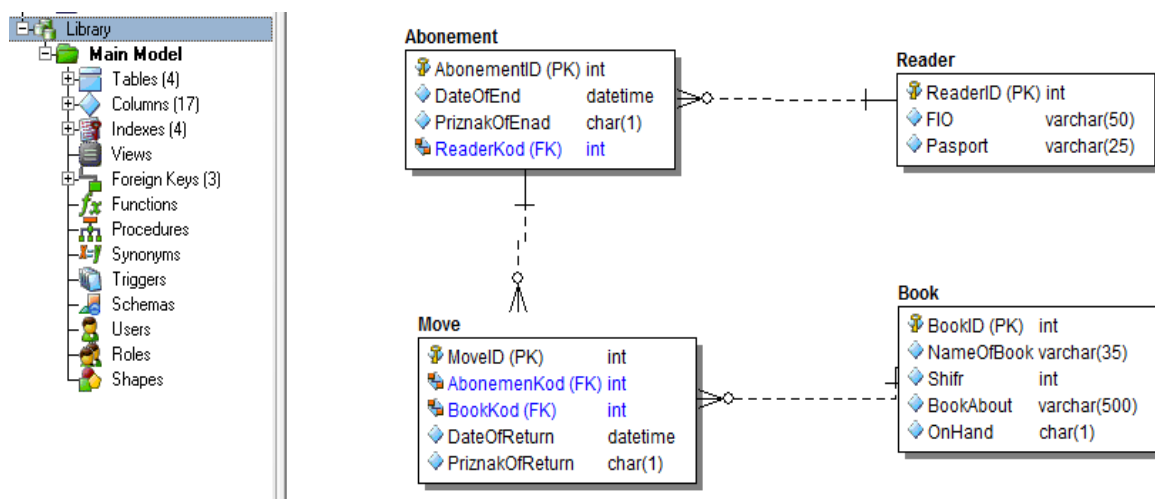 Library
Main Model
Tables (4)
Columns (17)
Indexes (4)
Views
Foreign Keys (3)
Functions
Procedures
Synonyms
Triggers
Schemas
Users
Roles
Shapes
Abonement
AbonementID (PK) int
DateOfEnd datetime
PriznakOfEnad char(1)
ReaderKod (FK) int
Reader
ReaderID (PK) int
FIO varchar(50)
Pasport varchar(25)
Move
MoveID (PK) int
AbonemenKod (FK) int
BookKod (FK) int
DateOfReturn datetime
PriznakOfReturn char(1)
Book
BookID (PK) int
NameOfBook varchar(35)
Shifr int
BookAbout varchar(500)
OnHand char(1)